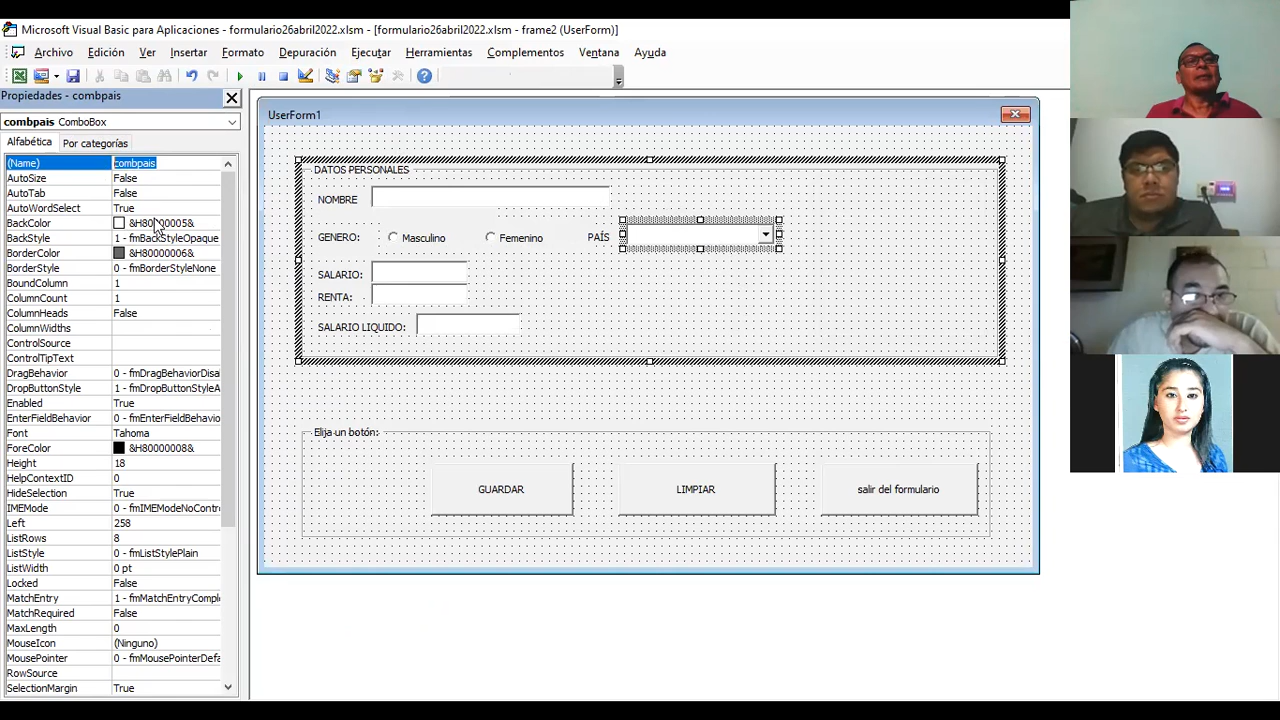 Microsoft Visual Basic para Aplicaciones - formulario26abril2022.xlsm - [formulario26abril2022.xlsm - frame2 (UserForm)]
Archivo Edición Ver Insertar Formato Depuración Ejecutar Herramientas Complementos Ventana Ayuda
Propiedades - combpais
combpais ComboBox
Alfabética Por categorías
(Name) combpais
AutoSize False
AutoTab False
AutoWordSelect True
BackColor &H80000005&
BackStyle 1 - fmBackStyleOpaque
BorderColor &H80000006&
BorderStyle 0 - fmBorderStyleNone
BoundColumn 1
ColumnCount 1
ColumnHeads False
ColumnWidths
ControlSource
ControlTipText
DragBehavior 0 - fmDragBehaviorDisal
DropButtonStyle 1 - fmDropButtonStyleA
Enabled True
EnterFieldBehavior 0 - fmEnterFieldBehavio
Font Tahoma
ForeColor &H80000008&
Height 18
HelpContextID 0
HideSelection True
IMEMode 0 - fmIMEModeNoContr
Left 258
ListRows 8
ListStyle 0 - fmListStylePlain
ListWidth 0 pt
Locked False
MatchEntry 1 - fmMatchEntryCompl
MatchRequired False
MaxLength 0
MouseIcon (Ninguno)
MousePointer 0 - fmMousePointerDefa
RowSource
SelectionMargin True
UserForm1
DATOS PERSONALES
NOMBRE
GENERO: Masculino Femenino PAÍS
SALARIO:
RENTA:
SALARIO LIQUIDO:
Elija un botón:
GUARDAR LIMPIAR salir del formulario